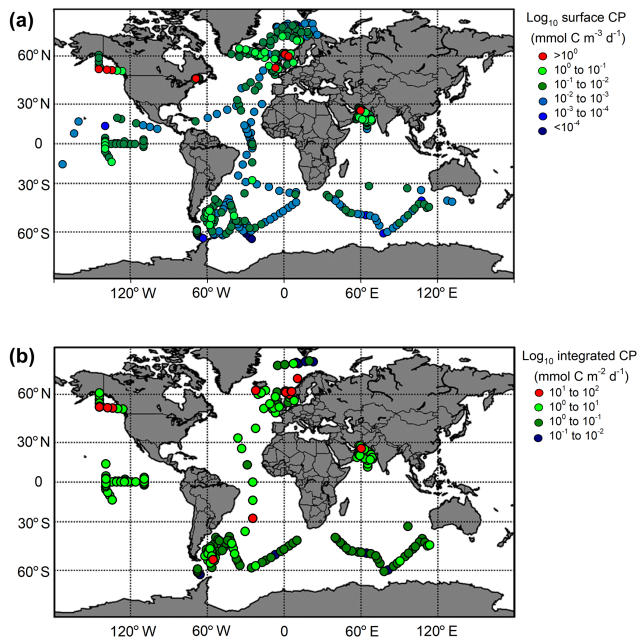 (a)
Log₁₀ surface CP
(mmol C m⁻³ d⁻¹)
>10⁰
10⁰ to 10⁻¹
10⁻¹ to 10⁻²
10⁻² to 10⁻³
10⁻³ to 10⁻⁴
<10⁻⁴
60° N
30° N
0
30° S
60° S
120° W 60° W 0 60° E 120° E
(b)
Log₁₀ integrated CP
(mmol C m⁻² d⁻¹)
10¹ to 10²
10⁰ to 10¹
10⁰ to 10⁻¹
10⁻¹ to 10⁻²
60° N
30° N
0
30° S
60° S
120° W 60° W 0 60° E 120° E